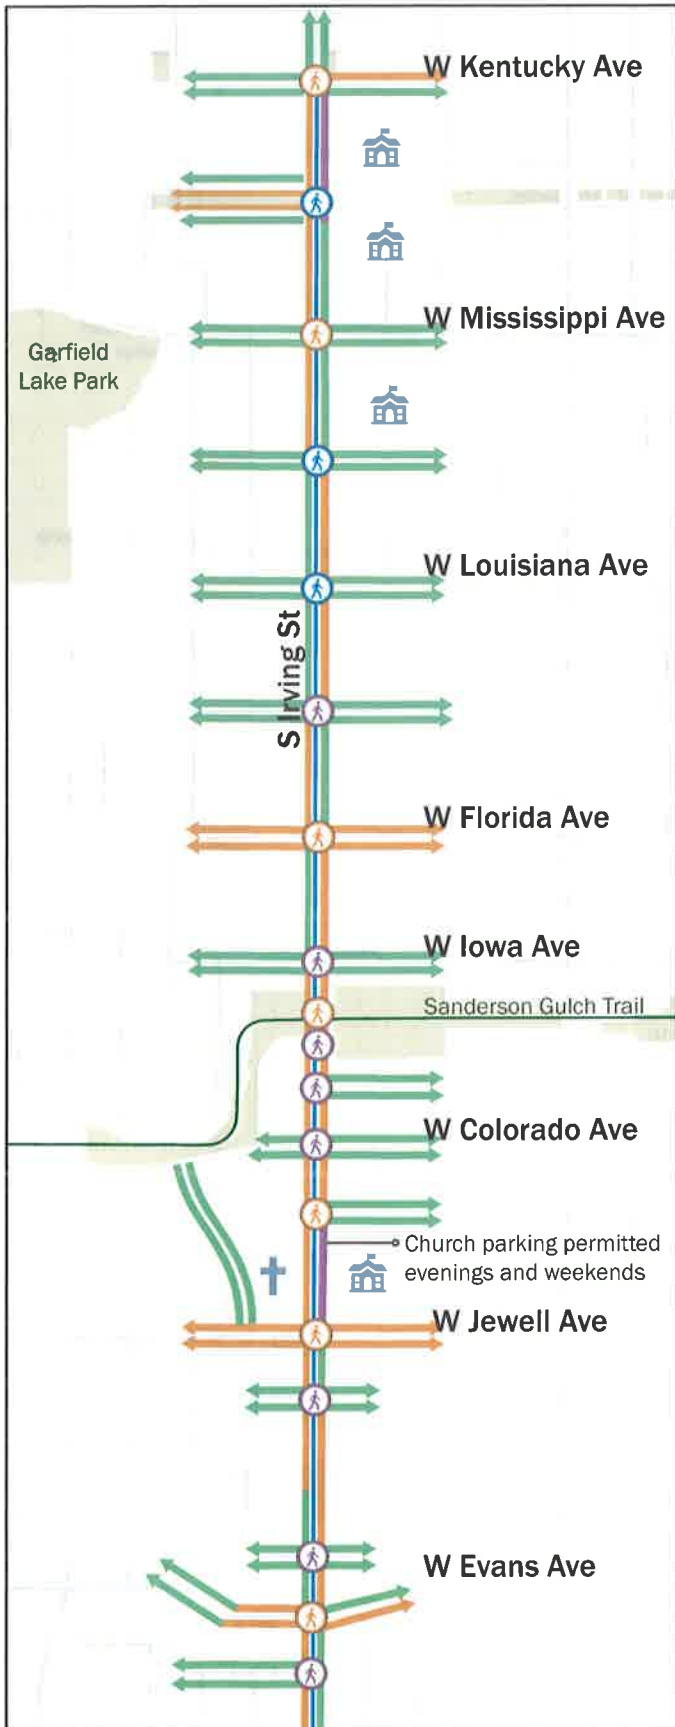 W Kentucky Ave
W Mississippi Ave
Garfield
Lake Park
W Louisiana Ave
S Irving St
W Florida Ave
W Iowa Ave
Sanderson Gulch Trail
W Colorado Ave
Church parking permitted
evenings and weekends
W Jewell Ave
W Evans Ave